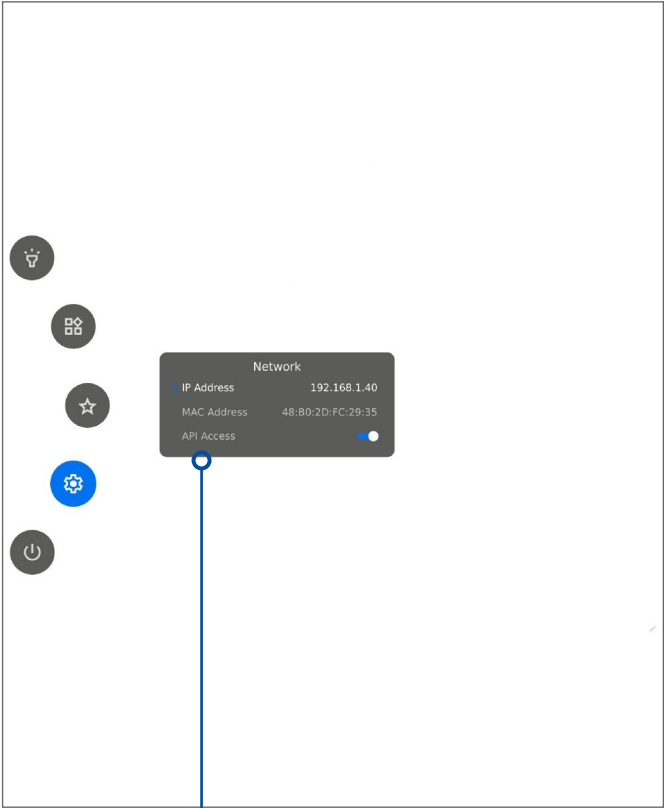 Network
IP Address 192.168.1.40
MAC Address 48:B0:2D:FC:29:35
API Access